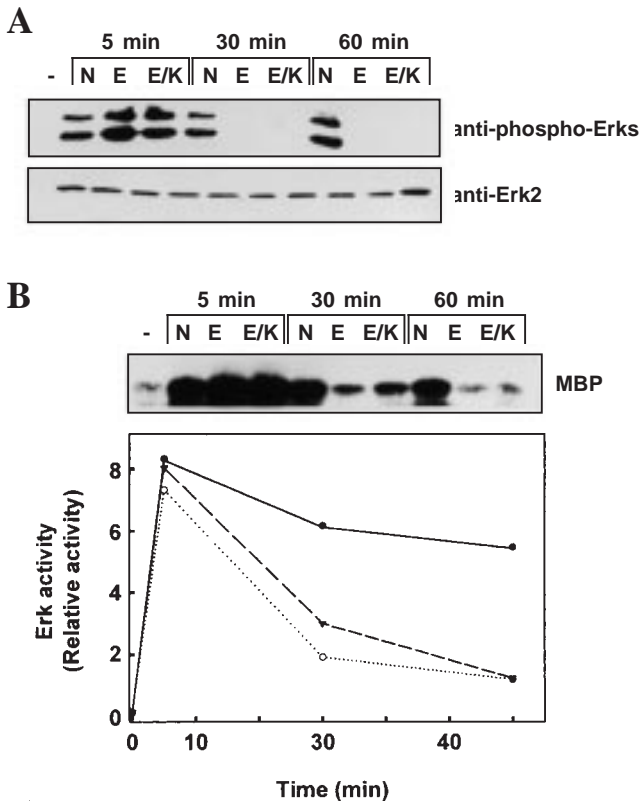 A
5 min 30 min 60 min
- N E E/K N E E/K N E E/K
anti-phospho-Erks
anti-Erk2
B
5 min 30 min 60 min
- N E E/K N E E/K N E E/K
MBP
Erk activity
(Relative activity)
8
6
4
2
0
0 10 30 40
Time (min)